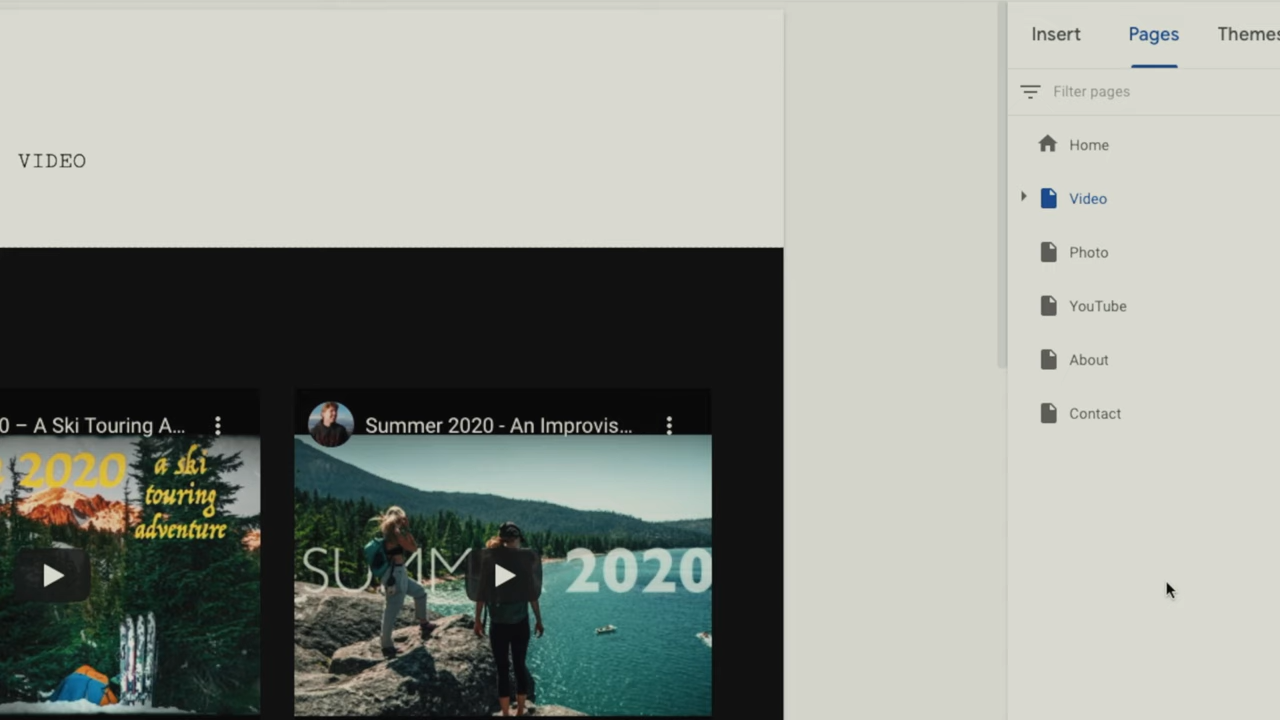 Insert Pages Themes
Filter pages
VIDEO
Home
Video
Photo
YouTube
About
Contact
0 – A Ski Touring A...
2020
a ski
touring
adventure
Summer 2020 - An Improvis...
SUMM 2020